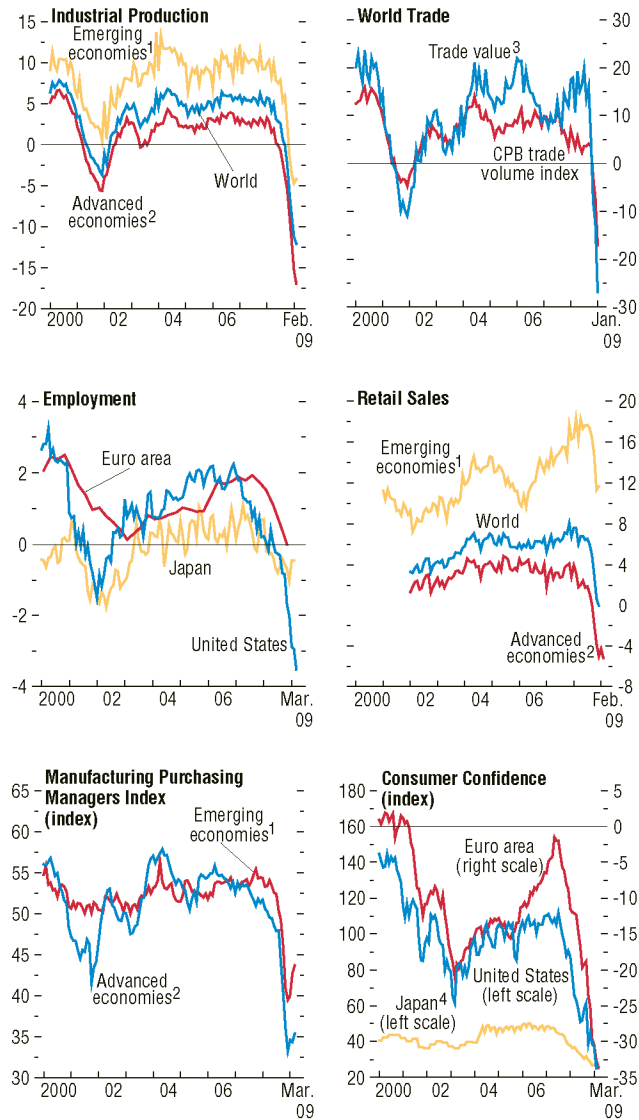 Industrial Production
15
10
5
0
-5
-10
-15
-20
Emerging
economies1
World
Advanced
economies2
2000 02 04 06 Feb.
09
World Trade
30
20
10
0
-10
-20
-30
Trade value3
CPB trade
volume index
2000 02 04 06 Jan.
09
Employment
4
2
0
-2
-4
Euro area
Japan
United States
2000 02 04 06 Mar.
09
Retail Sales
20
16
12
8
4
0
-4
-8
Emerging
economies1
World
Advanced
economies2
2000 02 04 06 Feb.
09
Manufacturing Purchasing
Managers Index
(index)
65
60
55
50
45
40
35
30
Emerging
economies1
Advanced
economies2
2000 02 04 06 Mar.
09
Consumer Confidence
(index)
180
160
140
120
100
80
60
40
20
5
0
-5
-10
-15
-20
-25
-30
-35
Euro area
(right scale)
United States
(left scale)
Japan4
(left scale)
2000 02 04 06 Mar.
09